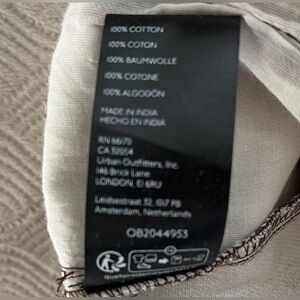 100% COTTON
100% COTON
100% BAUMWOLLE
100% COTONE
100% ALGODÓN
MADE IN INDIA
HECHO EN INDIA
RN 66170
CA 32054
Urban Outfitters, Inc.
146 Brick Lane
LONDON, E1 6RU
Leidsestraat 32, 1017 PB
Amsterdam, Netherlands
OB2044953